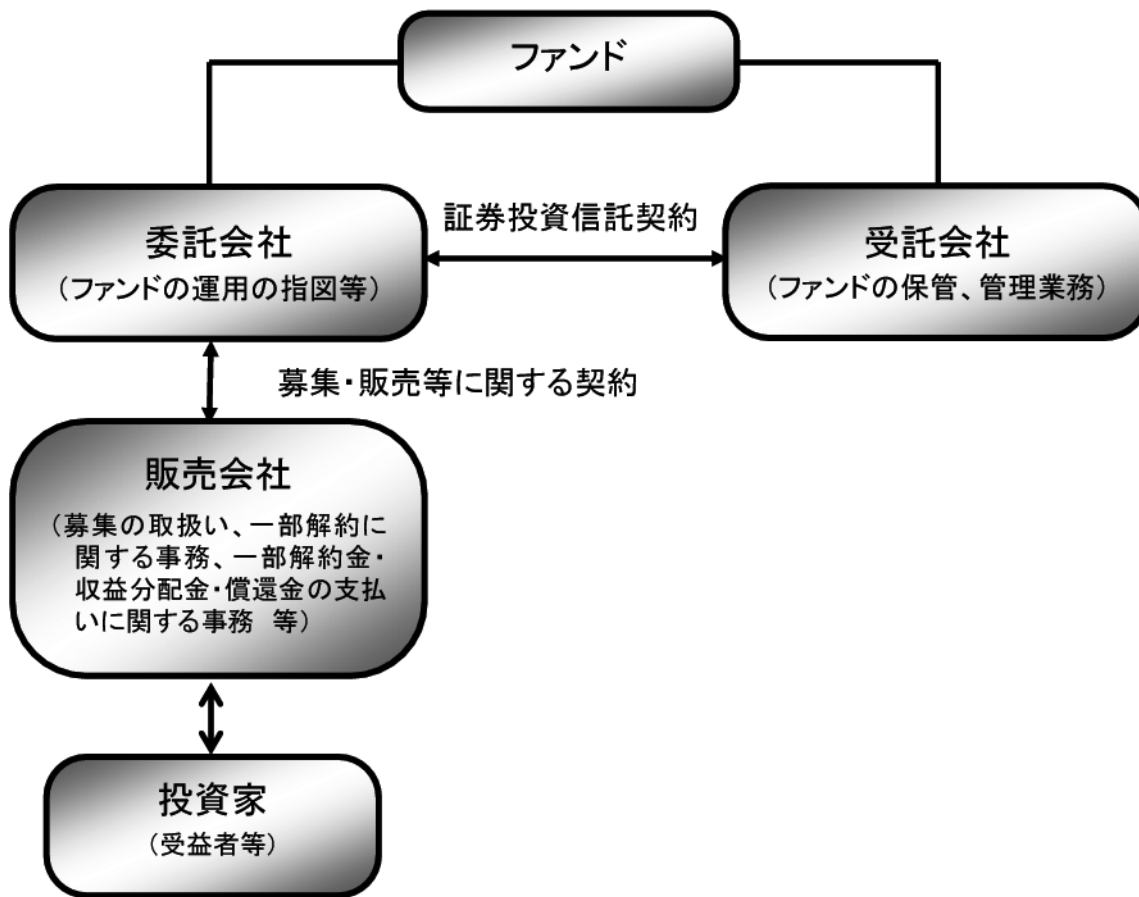 ファンド
委託会社
（ファンドの運用の指図等）
証券投資信託契約
受託会社
（ファンドの保管、管理業務）
募集・販売等に関する契約
販売会社
（募集の取扱い、一部解約に
関する事務、一部解約金・
収益分配金・償還金の支払
いに関する事務　等）
投資家
（受益者等）